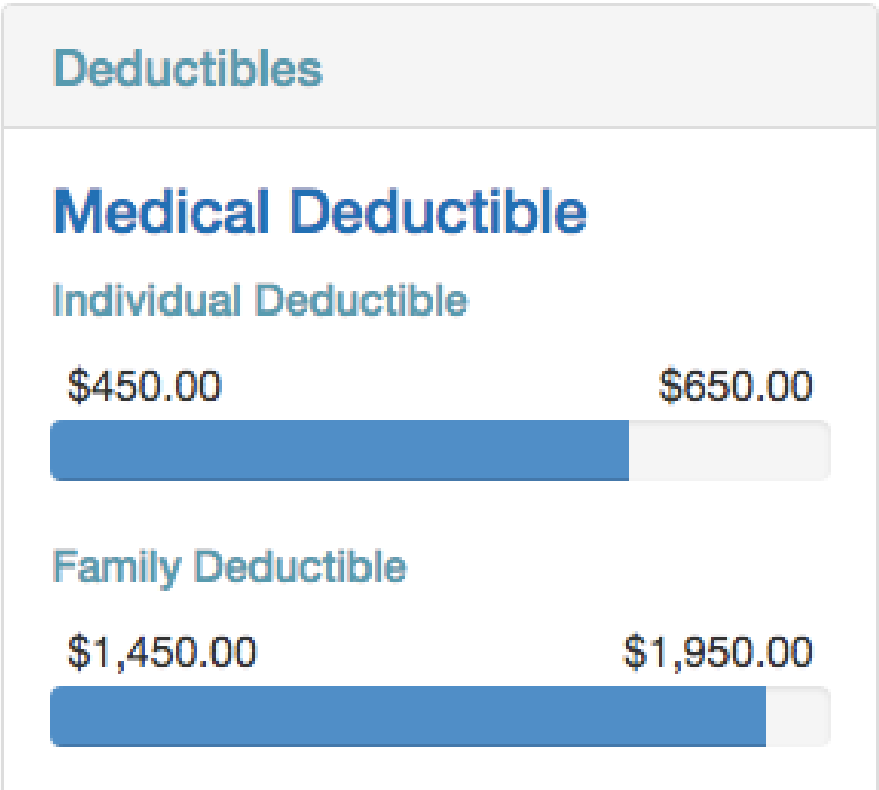 Deductibles
Medical Deductible
Individual Deductible
$450.00 $650.00
Family Deductible
$1,450.00 $1,950.00